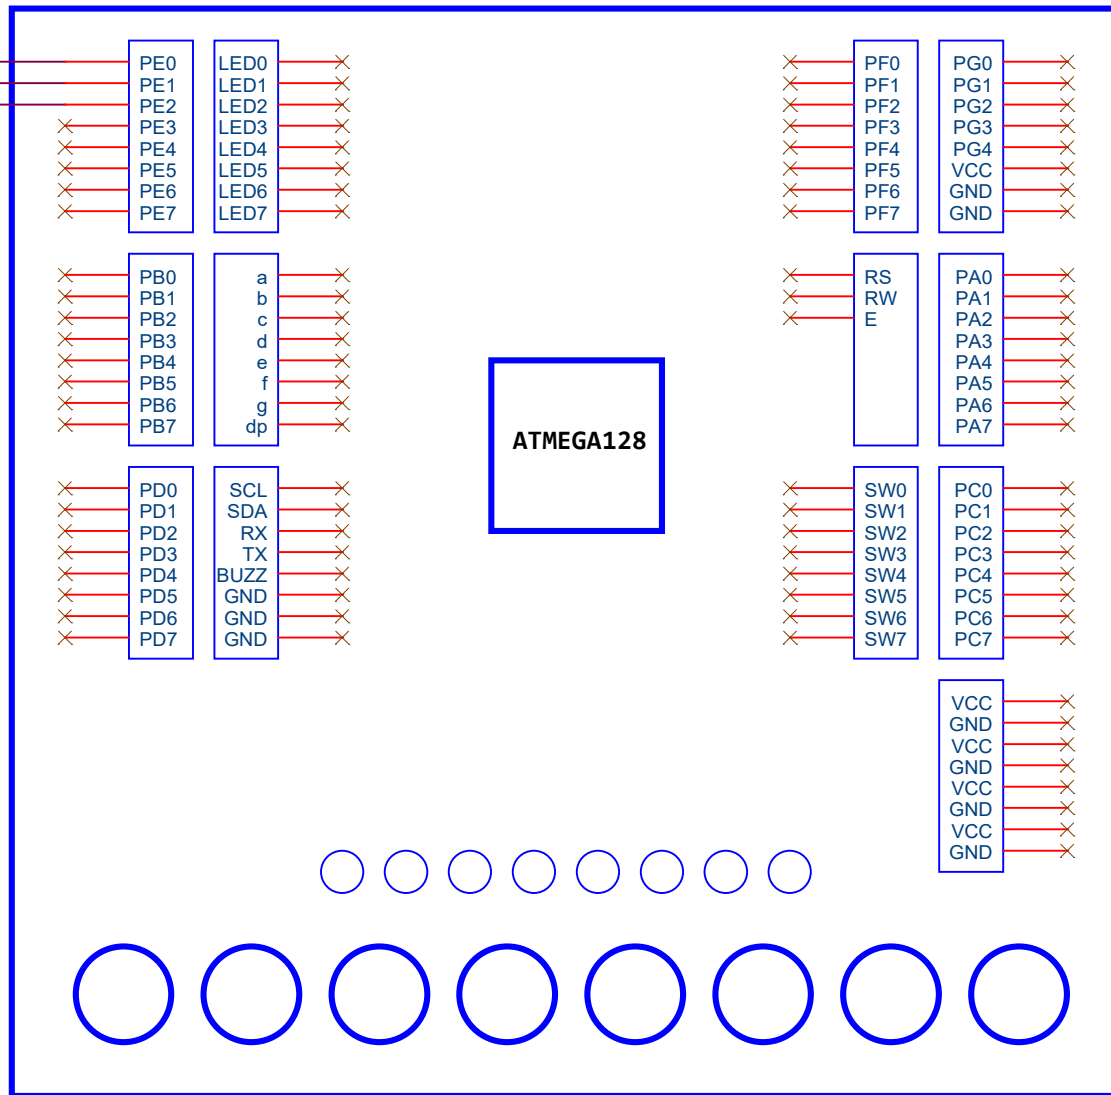 PE0 LED0 PF0 PG0
PE1 LED1 PF1 PG1
PE2 LED2 PF2 PG2
PE3 LED3 PF3 PG3
PE4 LED4 PF4 PG4
PE5 LED5 PF5 VCC
PE6 LED6 PF6 GND
PE7 LED7 PF7 GND
PB0 a RS PA0
PB1 b RW PA1
PB2 c E PA2
PB3 d PA3
PB4 e PA4
PB5 f PA5
PB6 g PA6
PB7 dp PA7
ATMEGA128
PD0 SCL SW0 PC0
PD1 SDA SW1 PC1
PD2 RX SW2 PC2
PD3 TX SW3 PC3
PD4 BUZZ SW4 PC4
PD5 GND SW5 PC5
PD6 GND SW6 PC6
PD7 GND SW7 PC7
VCC
GND
VCC
GND
VCC
GND
VCC
GND